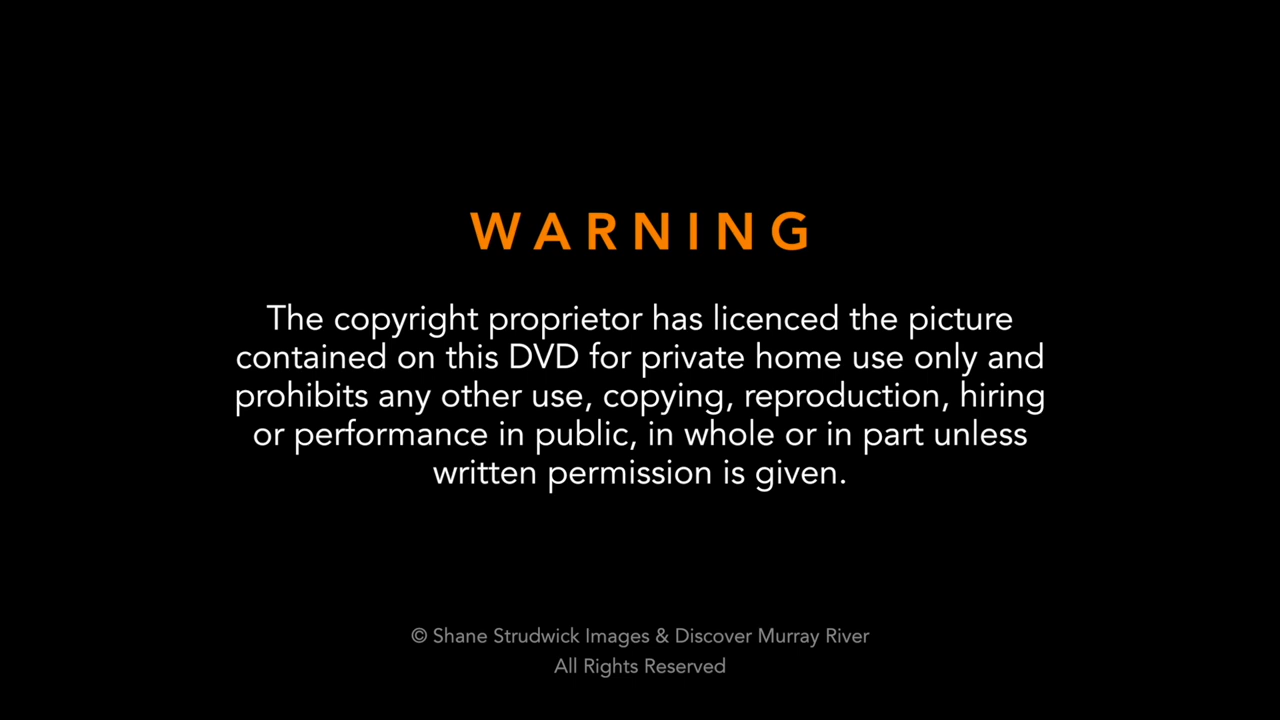 WARNING
The copyright proprietor has licenced the picture
contained on this DVD for private home use only and
prohibits any other use, copying, reproduction, hiring
or performance in public, in whole or in part unless
written permission is given.
© Shane Strudwick Images & Discover Murray River
All Rights Reserved